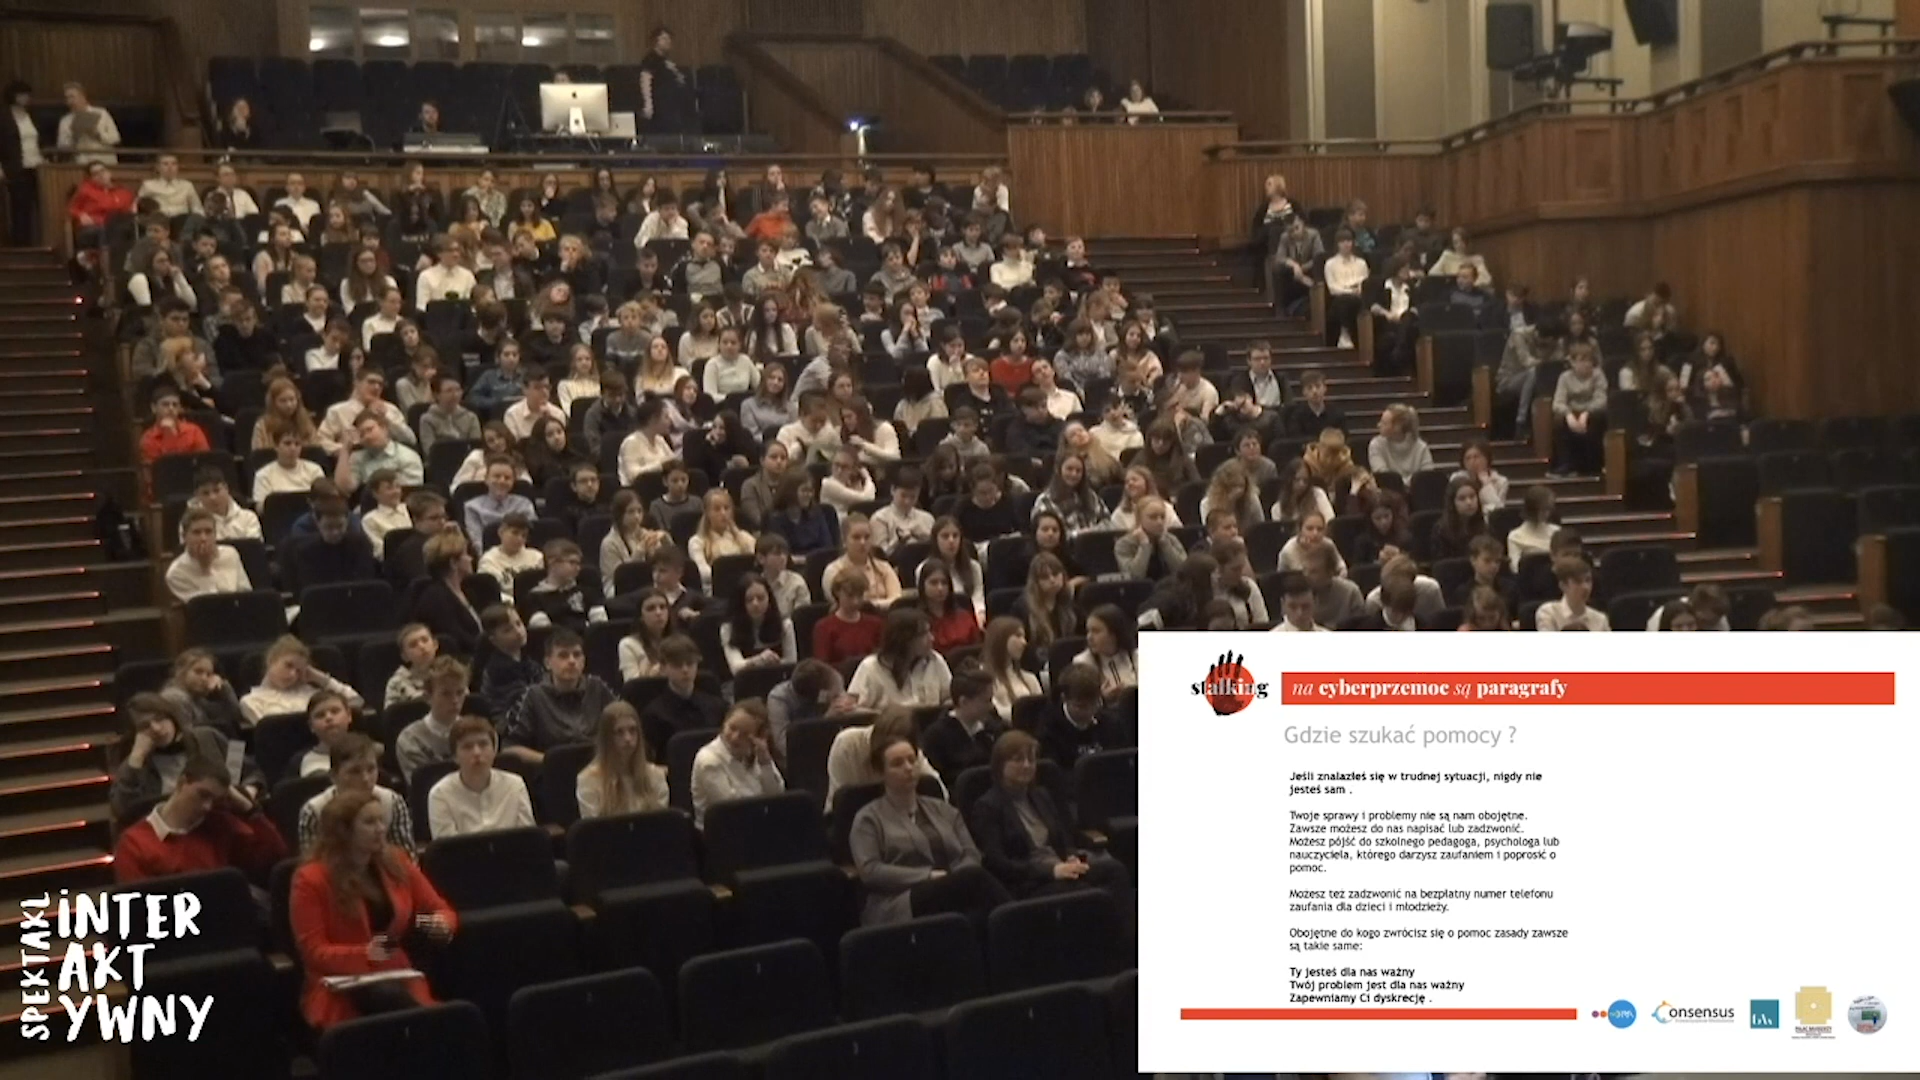 SPEKTAKL
iNTER
AKT
YWNY
stalking
na cyberprzemoc są paragrafy
Gdzie szukać pomocy ?
Jeśli znalazłeś się w trudnej sytuacji, nigdy nie
jesteś sam .
Twoje sprawy i problemy nie są nam obojętne.
Zawsze możesz do nas napisać lub zadzwonić.
Możesz pójść do szkolnego pedagoga, psychologa lub
nauczyciela, którego darzysz zaufaniem i poprosić o
pomoc.
Możesz też zadzwonić na bezpłatny numer telefonu
zaufania dla dzieci i młodzieży.
Obojętne do kogo zwrócisz się o pomoc zasady zawsze
są takie same:
Ty jesteś dla nas ważny
Twój problem jest dla nas ważny
Zapewniamy Ci dyskrecję .
Consensus